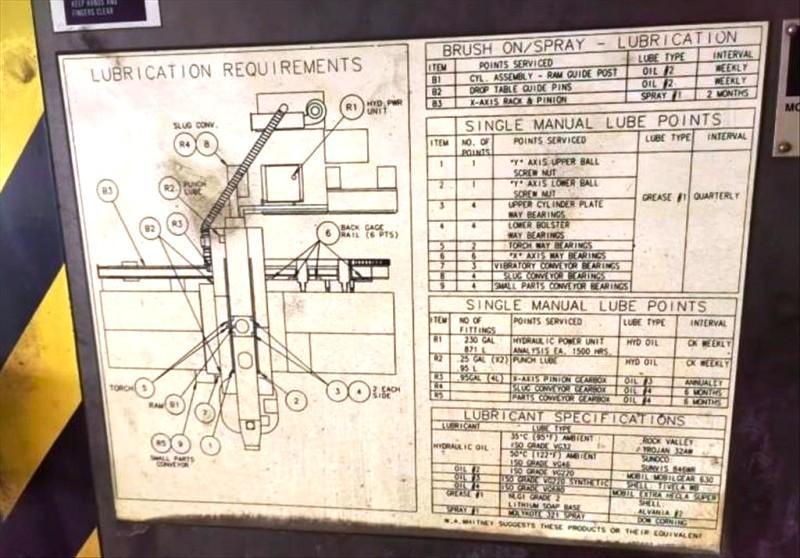 KEEP HANDS AND
FINGERS CLEAR
LUBRICATION REQUIREMENTS
R1 HYD. PWR UNIT
SLUG CONV.
R4 8
R2 PUNCH LUBE
B3
B2
R3
6 BACK GAGE RAIL (6 PTS)
TORCH 5
RAM B1
R5 9 7 1 2
3 4 2 EACH SIDE
SMALL PARTS CONVEYOR
BRUSH ON/SPRAY - LUBRICATION
ITEM POINTS SERVICED LUBE TYPE INTERVAL
B1 CYL. ASSEMBLY - RAM GUIDE POST OIL #2 WEEKLY
B2 DROP TABLE GUIDE PINS OIL #2 WEEKLY
B3 X-AXIS RACK & PINION SPRAY #1 2 MONTHS
SINGLE MANUAL LUBE POINTS
ITEM NO. OF POINTS POINTS SERVICED LUBE TYPE INTERVAL
1 1 "Y" AXIS UPPER BALL SCREW NUT
2 1 "Y" AXIS LOWER BALL SCREW NUT
3 4 UPPER CYLINDER PLATE WAY BEARINGS GREASE #1 QUARTERLY
4 4 LOWER BOLSTER WAY BEARINGS
5 2 TORCH WAY BEARINGS
6 6 "X" AXIS WAY BEARINGS
7 3 VIBRATORY CONVEYOR BEARINGS
8 4 SLUG CONVEYOR BEARINGS
9 4 SMALL PARTS CONVEYOR BEARINGS
SINGLE MANUAL LUBE POINTS
ITEM NO OF FITTINGS POINTS SERVICED LUBE TYPE INTERVAL
R1 230 GAL 871 L HYDRAULIC POWER UNIT ANALYSIS EA. 1500 HRS. HYD OIL CK WEEKLY
R2 25 GAL (X2) 95 L PUNCH LUBE HYD OIL CK WEEKLY
R3 .95GAL (4L) X-AXIS PINION GEARBOX OIL #3 ANNUALLY
R4 SLUG CONVEYOR GEARBOX OIL #4 6 MONTHS
R5 PARTS CONVEYOR GEARBOX OIL #4 6 MONTHS
LUBRICANT SPECIFICATIONS
LUBRICANT LUBE TYPE
HYDRAULIC OIL 35°C (95°F) AMBIENT ISO GRADE VG32 ROCK VALLEY TROJAN 32AW
50°C (122°F) AMBIENT ISO GRADE VG46 SUNOCO SUNVIS 846WR
OIL #2 ISO GRADE VG220 MOBIL MOBILGEAR 630
OIL #3 ISO GRADE VG220 SYNTHETIC SHELL TIVELA WB
OIL #4 ISO GRADE MOBIL EXTRA HECLA SUPER
GREASE #1 NLGI GRADE 2 LITHIUM SOAP BASE SHELL ALVANIA #2
SPRAY #1 MOLYKOTE 321 SPRAY DOW CORNING
W.A. WHITNEY SUGGESTS THESE PRODUCTS OR THEIR EQUIVALENT